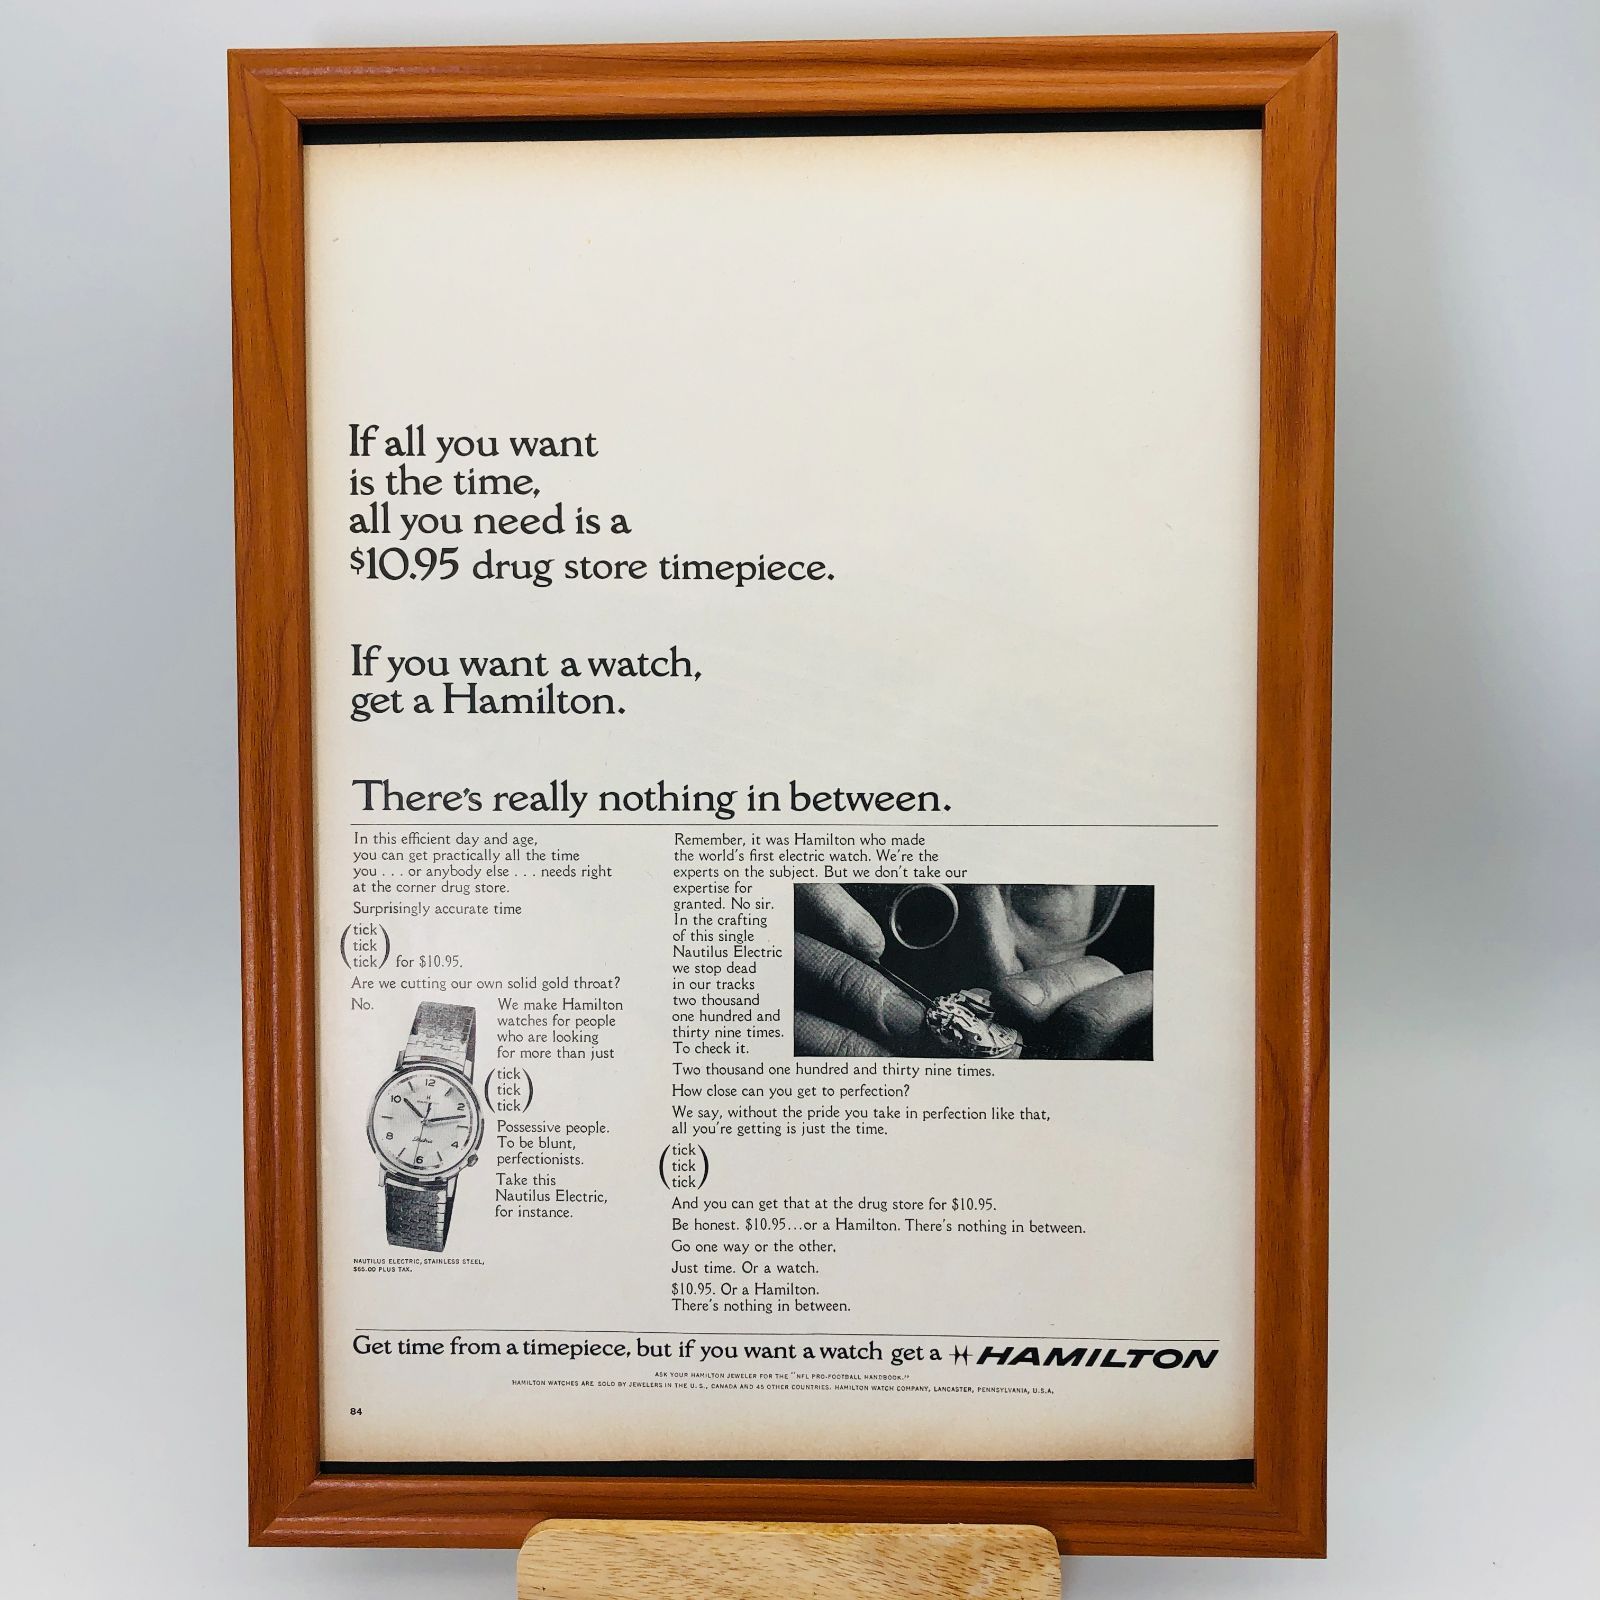 If all you want
is the time,
all you need is a
$10.95 drug store timepiece.
If you want a watch,
get a Hamilton.
There's really nothing in between.
In this efficient day and age,
you can get practically all the time
you . . . or anybody else . . . needs right
at the corner drug store.
Surprisingly accurate time
(tick
tick
tick) for $10.95.
Are we cutting our own solid gold throat?
No.
We make Hamilton
watches for people
who are looking
for more than just
(tick
tick
tick)
Possessive people.
To be blunt,
perfectionists.
Take this
Nautilus Electric,
for instance.
12
2
4
6
8
10
NAUTILUS ELECTRIC, STAINLESS STEEL,
$65.00 PLUS TAX.
Remember, it was Hamilton who made
the world's first electric watch. We're the
experts on the subject. But we don't take our
expertise for
granted. No sir.
In the crafting
of this single
Nautilus Electric
we stop dead
in our tracks
two thousand
one hundred and
thirty nine times.
To check it.
Two thousand one hundred and thirty nine times.
How close can you get to perfection?
We say, without the pride you take in perfection like that,
all you're getting is just the time.
(tick
tick
tick)
And you can get that at the drug store for $10.95.
Be honest. $10.95...or a Hamilton. There's nothing in between.
Go one way or the other.
Just time. Or a watch.
$10.95. Or a Hamilton.
There's nothing in between.
Get time from a timepiece, but if you want a watch get a HAMILTON
ASK YOUR HAMILTON JEWELER FOR THE "NFL PRO-FOOTBALL HANDBOOK."
HAMILTON WATCHES ARE SOLD BY JEWELERS IN THE U.S., CANADA AND 45 OTHER COUNTRIES. HAMILTON WATCH COMPANY, LANCASTER, PENNSYLVANIA, U.S.A.
84